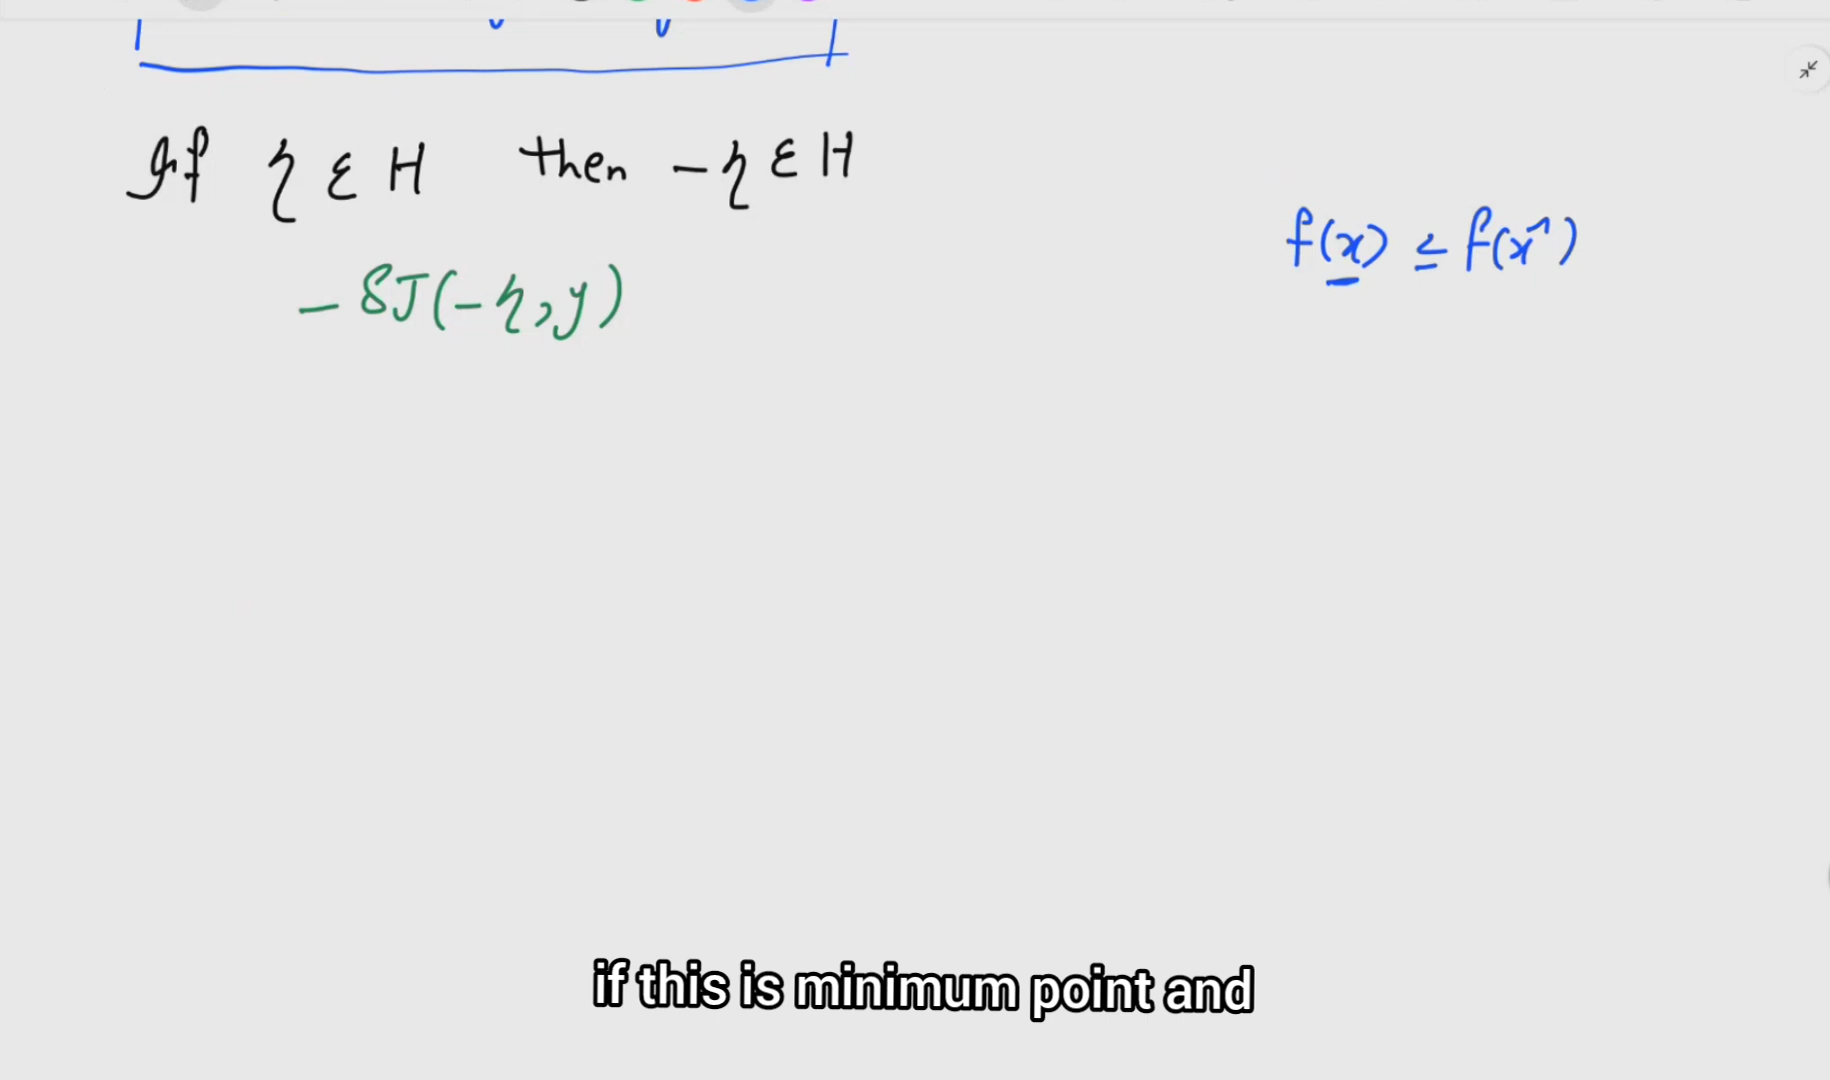 If η ∈ H then -η ∈ H
f(x) ≤ f(x̂)
- δJ(-η, y)
if this is minimum point and